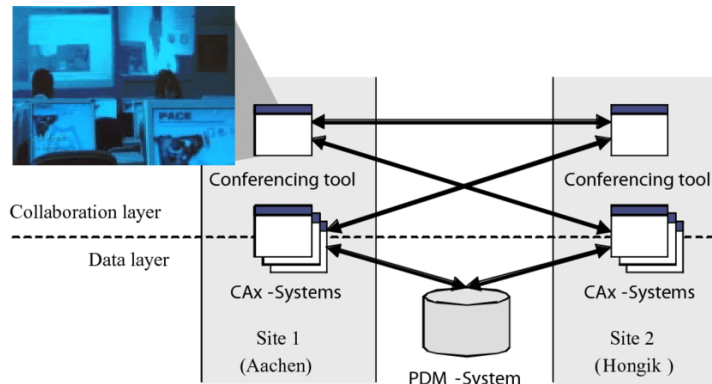 PACE
Conferencing tool
Conferencing tool
Collaboration layer
Data layer
CAx -Systems
CAx -Systems
Site 1
(Aachen)
Site 2
(Hongik )
PDM -System